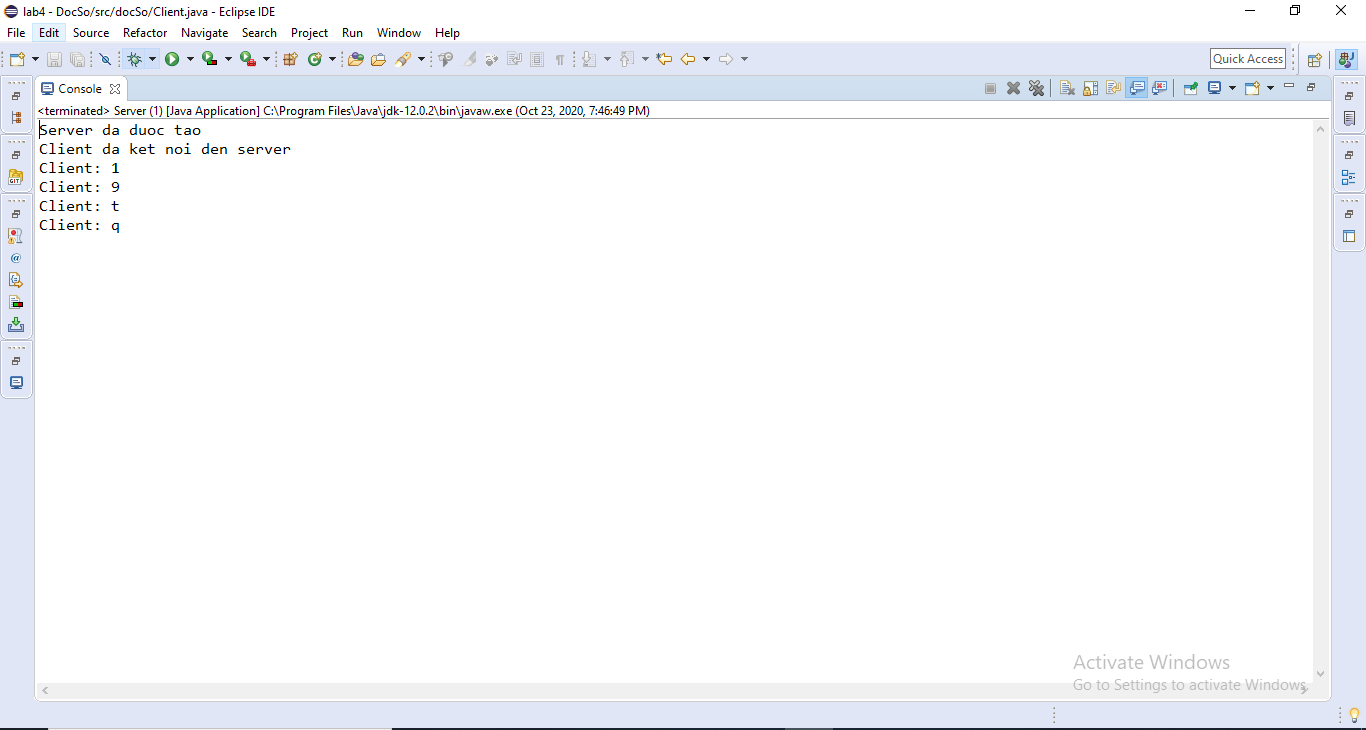 lab4 - DocSo/src/docSo/Client.java - Eclipse IDE
File Edit Source Refactor Navigate Search Project Run Window Help
Quick Access
Console
<terminated> Server (1) [Java Application] C:\Program Files\Java\jdk-12.0.2\bin\javaw.exe (Oct 23, 2020, 7:46:49 PM)
Server da duoc tao
Client da ket noi den server
Client: 1
Client: 9
Client: t
Client: q
Activate Windows
Go to Settings to activate Windows.